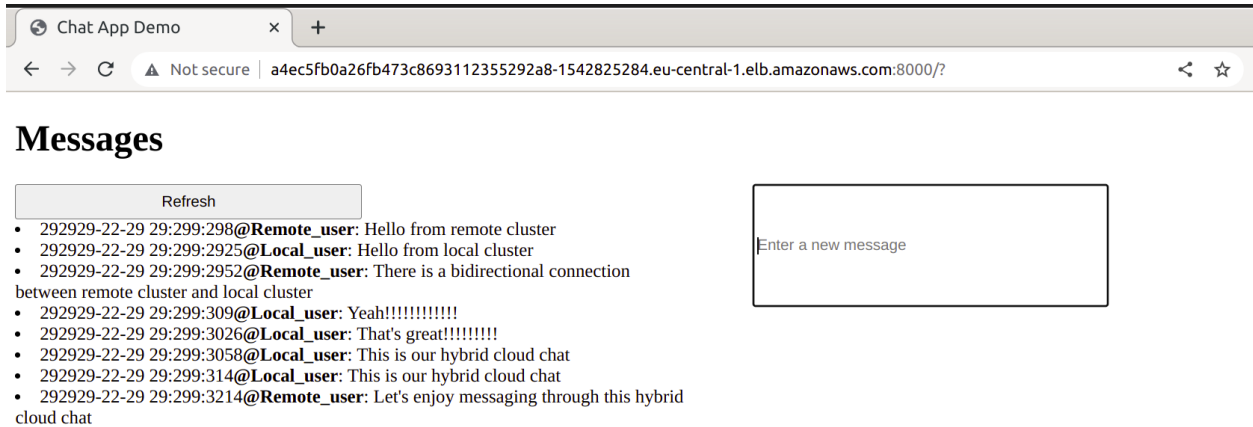 Chat App Demo
Not secure a4ec5fb0a26fb473c8693112355292a8-1542825284.eu-central-1.elb.amazonaws.com:8000/?
Messages
Refresh
292929-22-29 29:299:298@Remote_user: Hello from remote cluster
292929-22-29 29:299:2925@Local_user: Hello from local cluster
292929-22-29 29:299:2952@Remote_user: There is a bidirectional connection
between remote cluster and local cluster
292929-22-29 29:299:309@Local_user: Yeah!!!!!!!!!!!!
292929-22-29 29:299:3026@Local_user: That's great!!!!!!!!!
292929-22-29 29:299:3058@Local_user: This is our hybrid cloud chat
292929-22-29 29:299:314@Local_user: This is our hybrid cloud chat
292929-22-29 29:299:3214@Remote_user: Let's enjoy messaging through this hybrid
cloud chat
Enter a new message